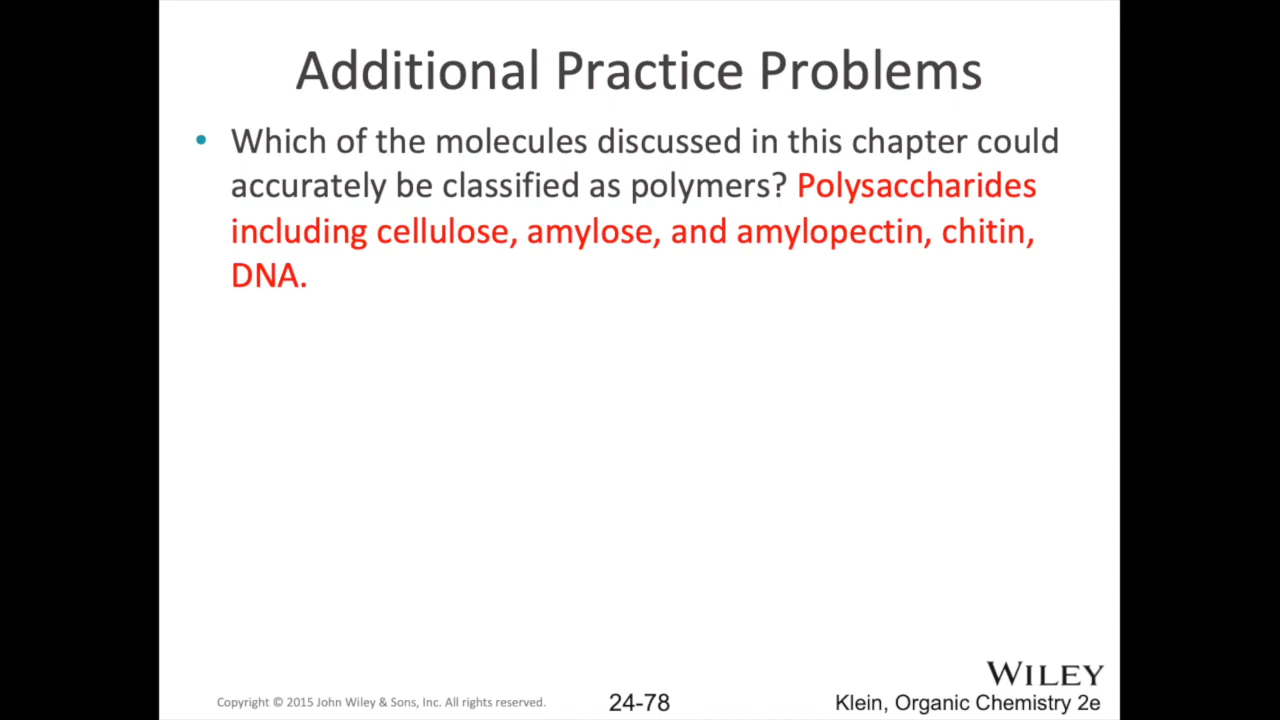 Additional Practice Problems
• Which of the molecules discussed in this chapter could
accurately be classified as polymers? Polysaccharides
including cellulose, amylose, and amylopectin, chitin,
DNA.
WILEY
Copyright © 2015 John Wiley & Sons, Inc. All rights reserved.
24-78
Klein, Organic Chemistry 2e